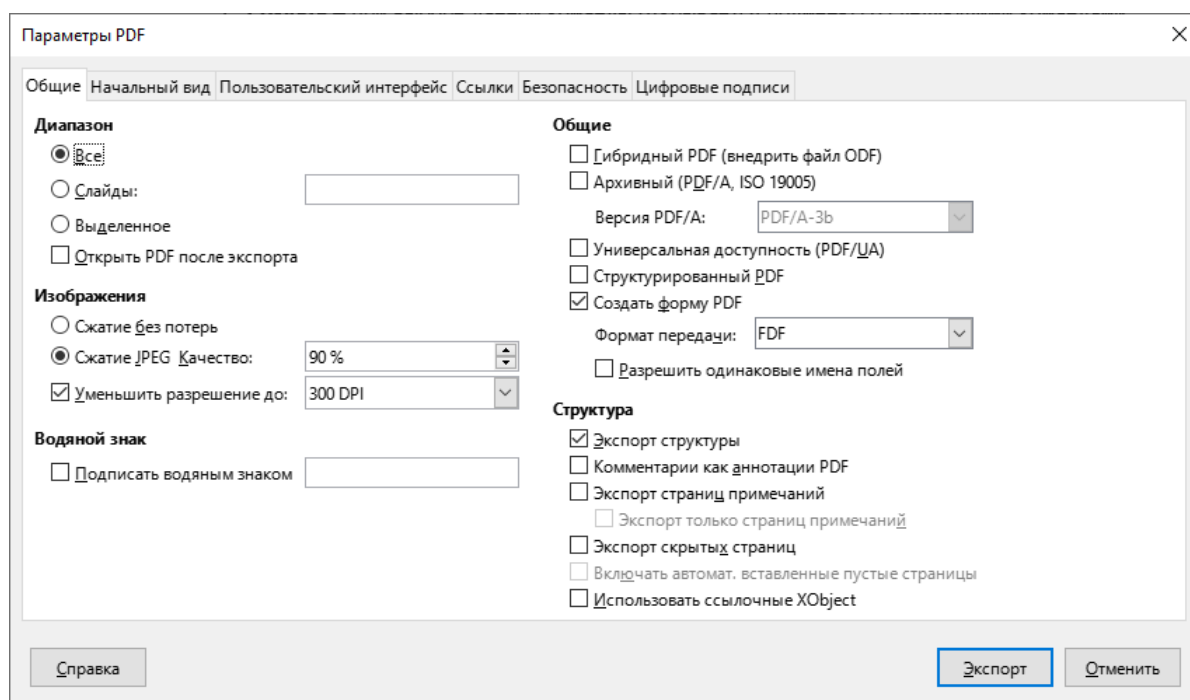 Параметры PDF
Общие Начальный вид Пользовательский интерфейс Ссылки Безопасность Цифровые подписи
Диапазон
Все
Слайды:
Выделенное
Открыть PDF после экспорта
Изображения
Сжатие без потерь
Сжатие JPEG Качество: 90 %
Уменьшить разрешение до: 300 DPI
Водяной знак
Подписать водяным знаком
Общие
Гибридный PDF (внедрить файл ODF)
Архивный (PDF/A, ISO 19005)
Версия PDF/A: PDF/A-3b
Универсальная доступность (PDF/UA)
Структурированный PDF
Создать форму PDF
Формат передачи: FDF
Разрешить одинаковые имена полей
Структура
Экспорт структуры
Комментарии как аннотации PDF
Экспорт страниц примечаний
Экспорт только страниц примечаний
Экспорт скрытых страниц
Включать автомат. вставленные пустые страницы
Использовать ссылочные XObject
Справка Экспорт Отменить